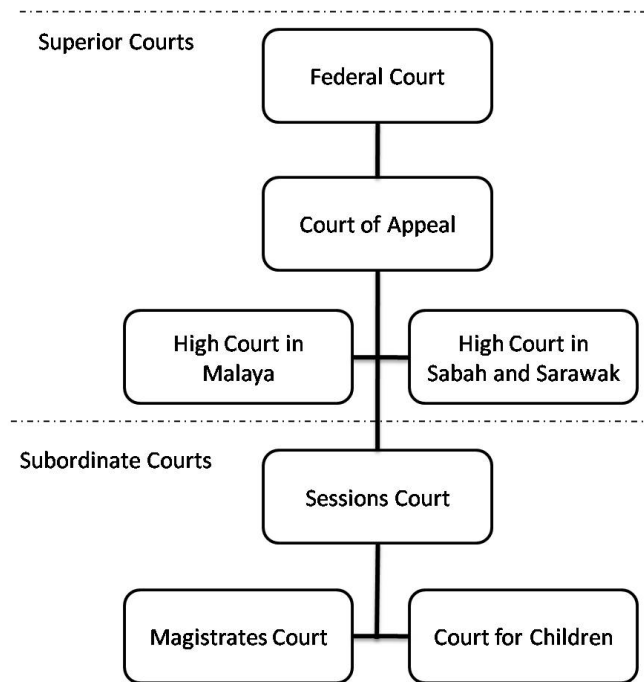 Superior Courts
Federal Court
Court of Appeal
High Court in
Malaya
High Court in
Sabah and Sarawak
Subordinate Courts
Sessions Court
Magistrates Court
Court for Children